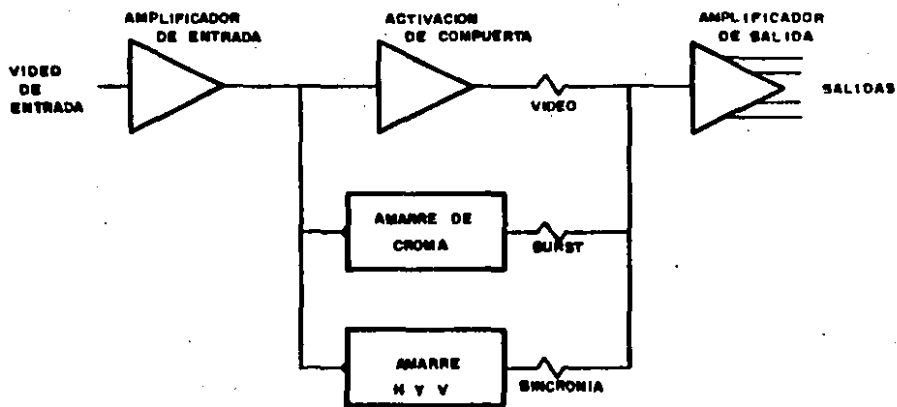 AMPLIFICADOR
DE ENTRADA
ACTIVACION
DE COMPUERTA
AMPLIFICADOR
DE SALIDA
VIDEO
DE
ENTRADA
VIDEO
SALIDAS
AMARRE DE
CROMA
BURST
AMARRE
H Y V
SINCRONIA